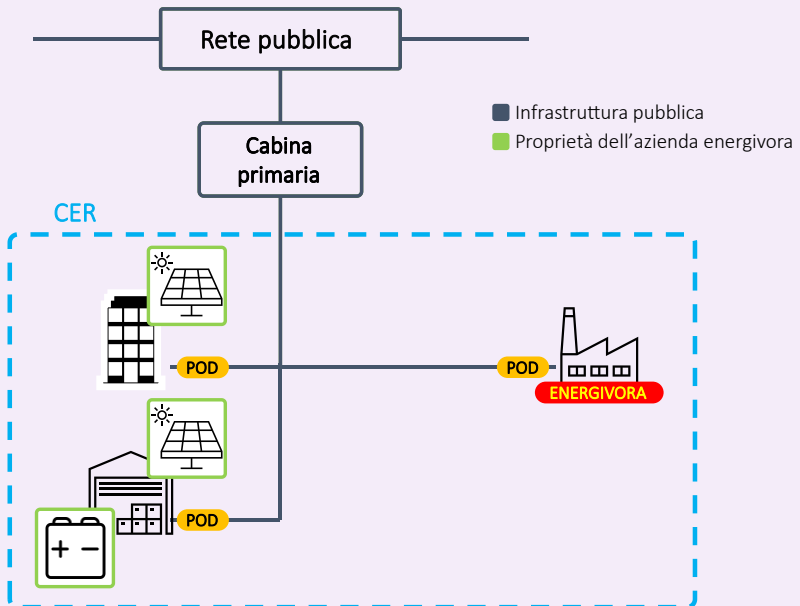 Rete pubblica
Infrastruttura pubblica
Proprietà dell’azienda energivora
Cabina
primaria
CER
POD
POD
ENERGIVORA
POD